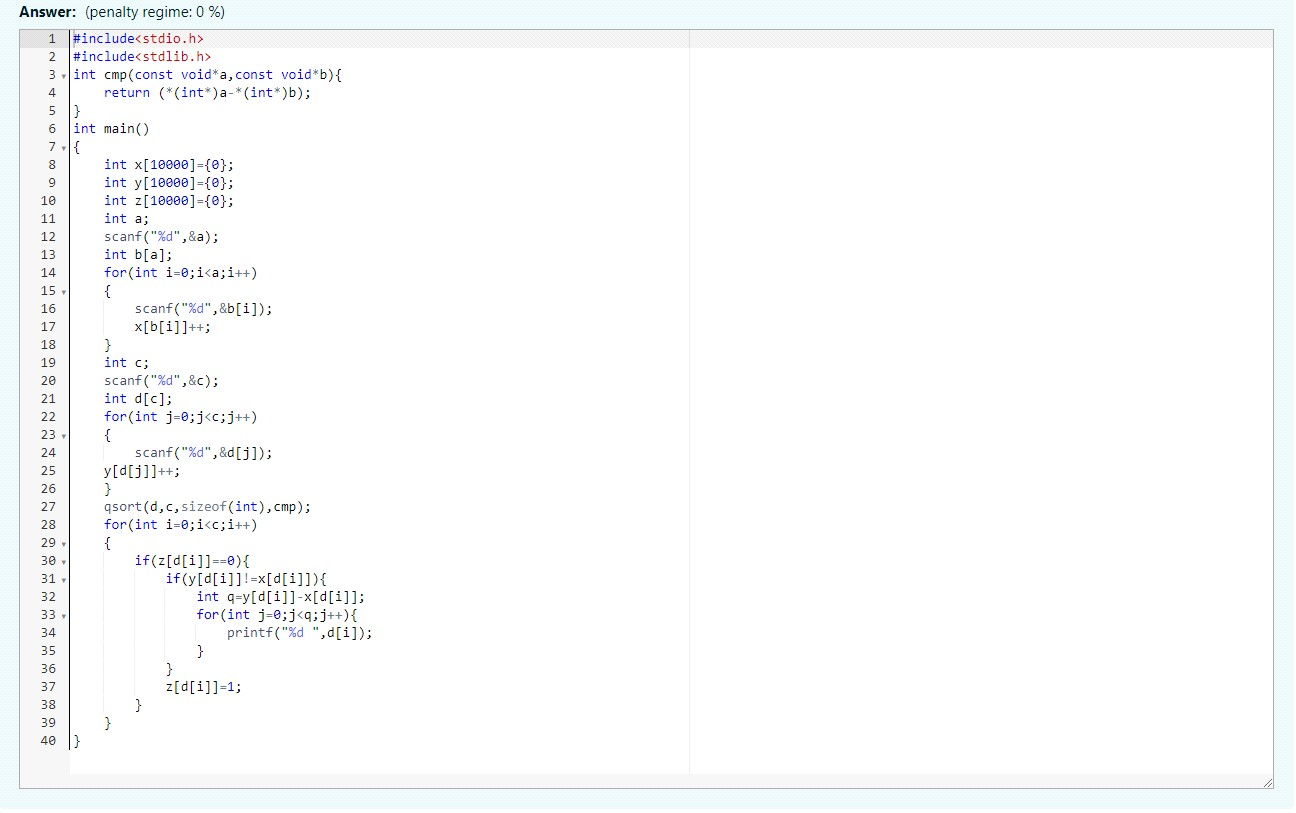 Answer: (penalty regime: 0 %)
1 #include<stdio.h>
2 #include<stdlib.h>
3 int cmp(const void*a,const void*b){
4     return (*(int*)a-*(int*)b);
5 }
6 int main()
7 {
8     int x[10000]={0};
9     int y[10000]={0};
10     int z[10000]={0};
11     int a;
12     scanf("%d",&a);
13     int b[a];
14     for(int i=0;i<a;i++)
15     {
16         scanf("%d",&b[i]);
17         x[b[i]]++;
18     }
19     int c;
20     scanf("%d",&c);
21     int d[c];
22     for(int j=0;j<c;j++)
23     {
24         scanf("%d",&d[j]);
25     y[d[j]]++;
26     }
27     qsort(d,c,sizeof(int),cmp);
28     for(int i=0;i<c;i++)
29     {
30         if(z[d[i]]==0){
31             if(y[d[i]]!=x[d[i]]){
32                 int q=y[d[i]]-x[d[i]];
33                 for(int j=0;j<q;j++){
34                     printf("%d ",d[i]);
35                 }
36             }
37             z[d[i]]=1;
38         }
39     }
40 }